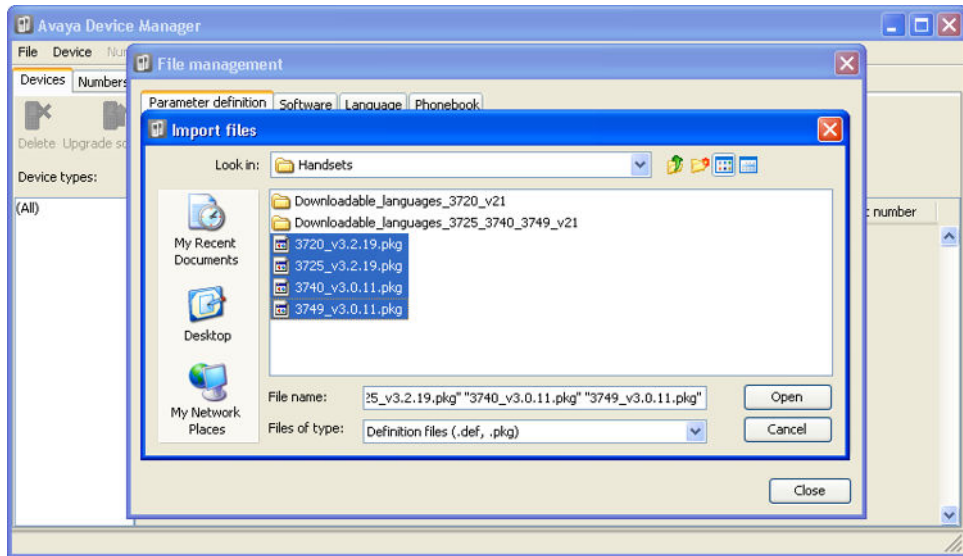 Avaya Device Manager
File Device Nur
File management
Devices Numbers
Parameter definition Software Language Phonebook
Import files
Delete Upgrade so
Look in: Handsets
Device types:
(All)
t number
Downloadable_languages_3720_v21
Downloadable_languages_3725_3740_3749_v21
3720_v3.2.19.pkg
3725_v3.2.19.pkg
3740_v3.0.11.pkg
3749_v3.0.11.pkg
My Recent
Documents
Desktop
My Network
Places
File name: 25_v3.2.19.pkg" "3740_v3.0.11.pkg" "3749_v3.0.11.pkg" Open
Files of type: Definition files (.def, .pkg) Cancel
Close